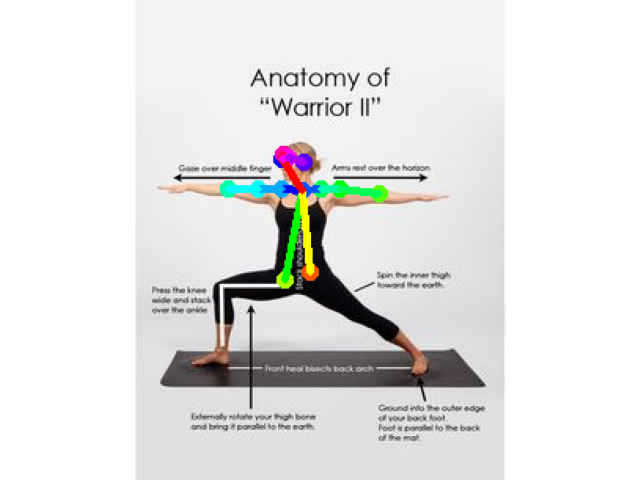 Anatomy of
“Warrior II”
Gaze over middle finger
Arms rest over the horizon
Stack shoulders
Press the knee
wide and stack
over the ankle
Spin the inner thigh
toward the earth.
Front heal bisects back arch
Externally rotate your thigh bone
and bring it parallel to the earth.
Ground into the outer edge
of your back foot.
Foot is parallel to the back
of the mat.